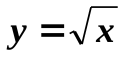 y = √x